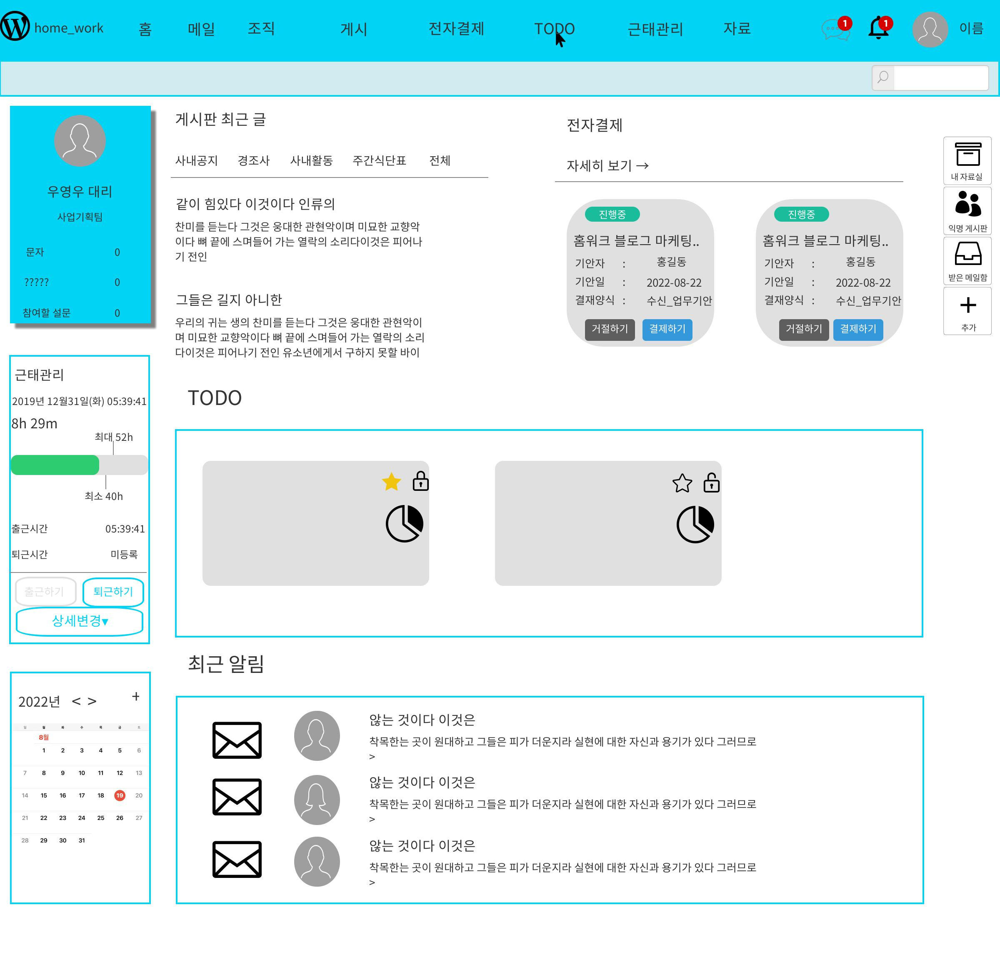 home_work 홈 메일 조직 게시 전자결제 TODO 근태관리 자료 1 1 이름
우영우 대리
사업기획팀
문자 0
????? 0
참여할 설문 0
게시판 최근 글
사내공지 경조사 사내활동 주간식단표 전체
같이 힘있다 이것이다 인류의
찬미를 듣는다 그것은 웅대한 관현악이며 미묘한 교향악
이다 뼈 끝에 스며들어 가는 열락의 소리다이것은 피어나
기 전인
그들은 길지 아니한
우리의 귀는 생의 찬미를 듣는다 그것은 웅대한 관현악이
며 미묘한 교향악이다 뼈 끝에 스며들어 가는 열락의 소리
다이것은 피어나기 전인 유소년에게서 구하지 못할 바이
전자결제
자세히 보기 →
진행중
홈워크 블로그 마케팅..
기안자 : 홍길동
기안일 : 2022-08-22
결재양식 : 수신_업무기안
거절하기 결제하기
진행중
홈워크 블로그 마케팅..
기안자 : 홍길동
기안일 : 2022-08-22
결재양식 : 수신_업무기안
거절하기 결제하기
내 자료실
익명 게시판
받은 메일함
추가
근태관리
2019년 12월31일(화) 05:39:41
8h 29m
최대 52h
최소 40h
출근시간 05:39:41
퇴근시간 미등록
출근하기 퇴근하기
상세변경▾
TODO
최근 알림
않는 것이다 이것은
착목한는 곳이 원대하고 그들은 피가 더운지라 실현에 대한 자신과 용기가 있다 그러므로
>
않는 것이다 이것은
착목한는 곳이 원대하고 그들은 피가 더운지라 실현에 대한 자신과 용기가 있다 그러므로
>
않는 것이다 이것은
착목한는 곳이 원대하고 그들은 피가 더운지라 실현에 대한 자신과 용기가 있다 그러므로
>
2022년 < > +
일 월 화 수 목 금 토
8월
1 2 3 4 5 6
7 8 9 10 11 12 13
14 15 16 17 18 19 20
21 22 23 24 25 26 27
28 29 30 31